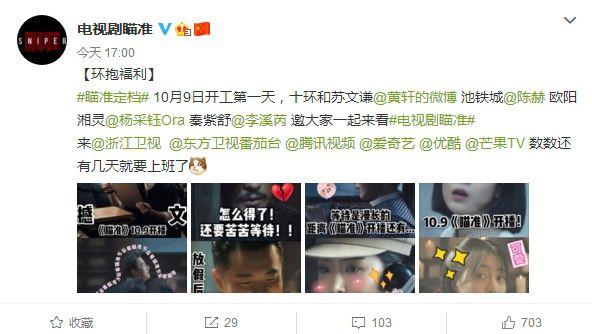 SNIPER
电视剧瞄准
今天 17:00
【环抱福利】
#瞄准定档# 10月9日开工第一天，十环和苏文谦@黄轩的微博 池铁城@陈赫 欧阳
湘灵@杨采钰Ora 秦紫舒@李溪芮 邀大家一起来看#电视剧瞄准#
来@浙江卫视 @东方卫视番茄台 @腾讯视频 @爱奇艺 @优酷 @芒果TV 数数还
有几天就要上班了
撼
文
《瞄准》10.9开播
怎么得了！
还要苦苦等待！！
等待是漫长的
距离《瞄准》开播还有...
10.9《瞄准》开播！
放假后
可爱
收藏
29
103
703